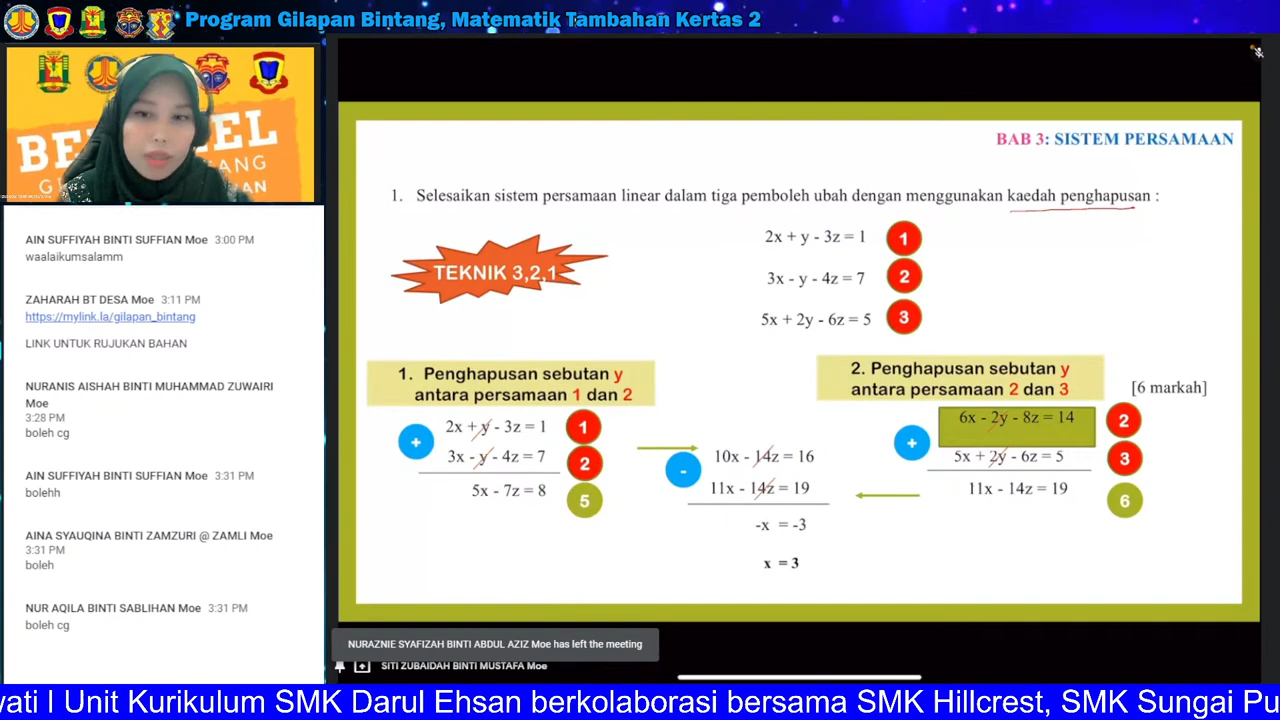 Program Gilapan Bintang, Matematik Tambahan Kertas 2
AIN SUFFIYAH BINTI SUFFIAN Moe 3:00 PM
waalaikumsalamm
ZAHARAH BT DESA Moe 3:11 PM
https://mylink.la/gilapan_bintang
LINK UNTUK RUJUKAN BAHAN
NURANIS AISHAH BINTI MUHAMMAD ZUWAIRI
Moe
3:28 PM
boleh cg
AIN SUFFIYAH BINTI SUFFIAN Moe 3:31 PM
bolehh
AINA SYAUQINA BINTI ZAMZURI @ ZAMLI Moe
3:31 PM
boleh
NUR AQILA BINTI SABLIHAN Moe 3:31 PM
boleh cg
BAB 3: SISTEM PERSAMAAN
1. Selesaikan sistem persamaan linear dalam tiga pemboleh ubah dengan menggunakan kaedah penghapusan :
2x + y - 3z = 1 1
TEKNIK 3,2,1
3x - y - 4z = 7 2
5x + 2y - 6z = 5 3
1. Penghapusan sebutan y
antara persamaan 1 dan 2
2x + y - 3z = 1 1
+
3x - y - 4z = 7 2
5x - 7z = 8 5
10x - 14z = 16
-
11x - 14z = 19
-x = -3
x = 3
2. Penghapusan sebutan y
antara persamaan 2 dan 3
[6 markah]
6x - 2y - 8z = 14 2
+
5x + 2y - 6z = 5 3
11x - 14z = 19 6
NURAZNIE SYAFIZAH BINTI ABDUL AZIZ Moe has left the meeting
SITI ZUBAIDAH BINTI MUSTAFA Moe
wati I Unit Kurikulum SMK Darul Ehsan berkolaborasi bersama SMK Hillcrest, SMK Sungai Pu